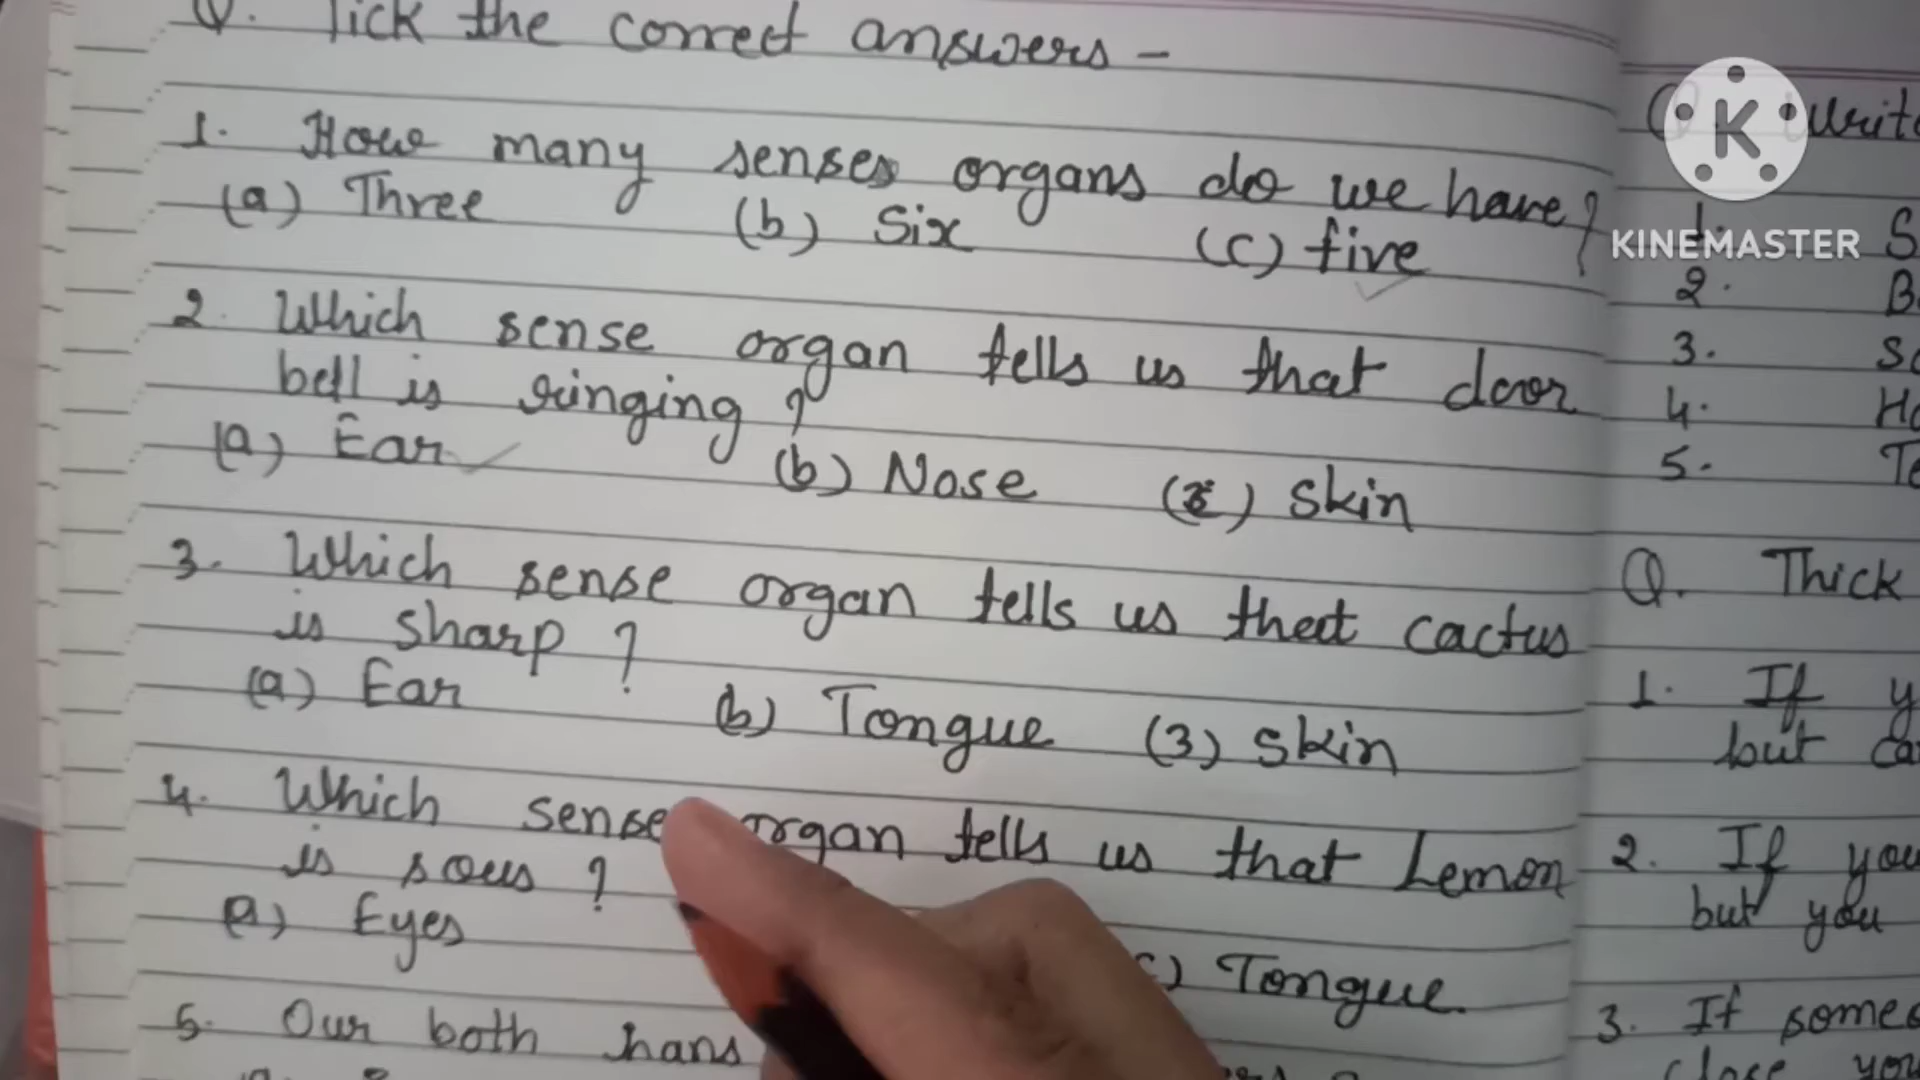 Q. Tick the correct answers -
1. How many senses organs do we have?
(a) Three (b) Six (c) five
2. Which sense organ tells us that door
bell is ringing ?
(a) Ear (b) Nose (c) Skin
3. Which sense organ tells us that cactus
is sharp ?
(a) Ear (b) Tongue (3) Skin
4. Which sense organ tells us that Lemon
is sous ?
(a) Eyes c) Tongue.
5. Our both hans
1.
2.
3.
4.
5.
Q. Thick
1. If
but
2. If you
but you
3. If
close
KINEMASTER